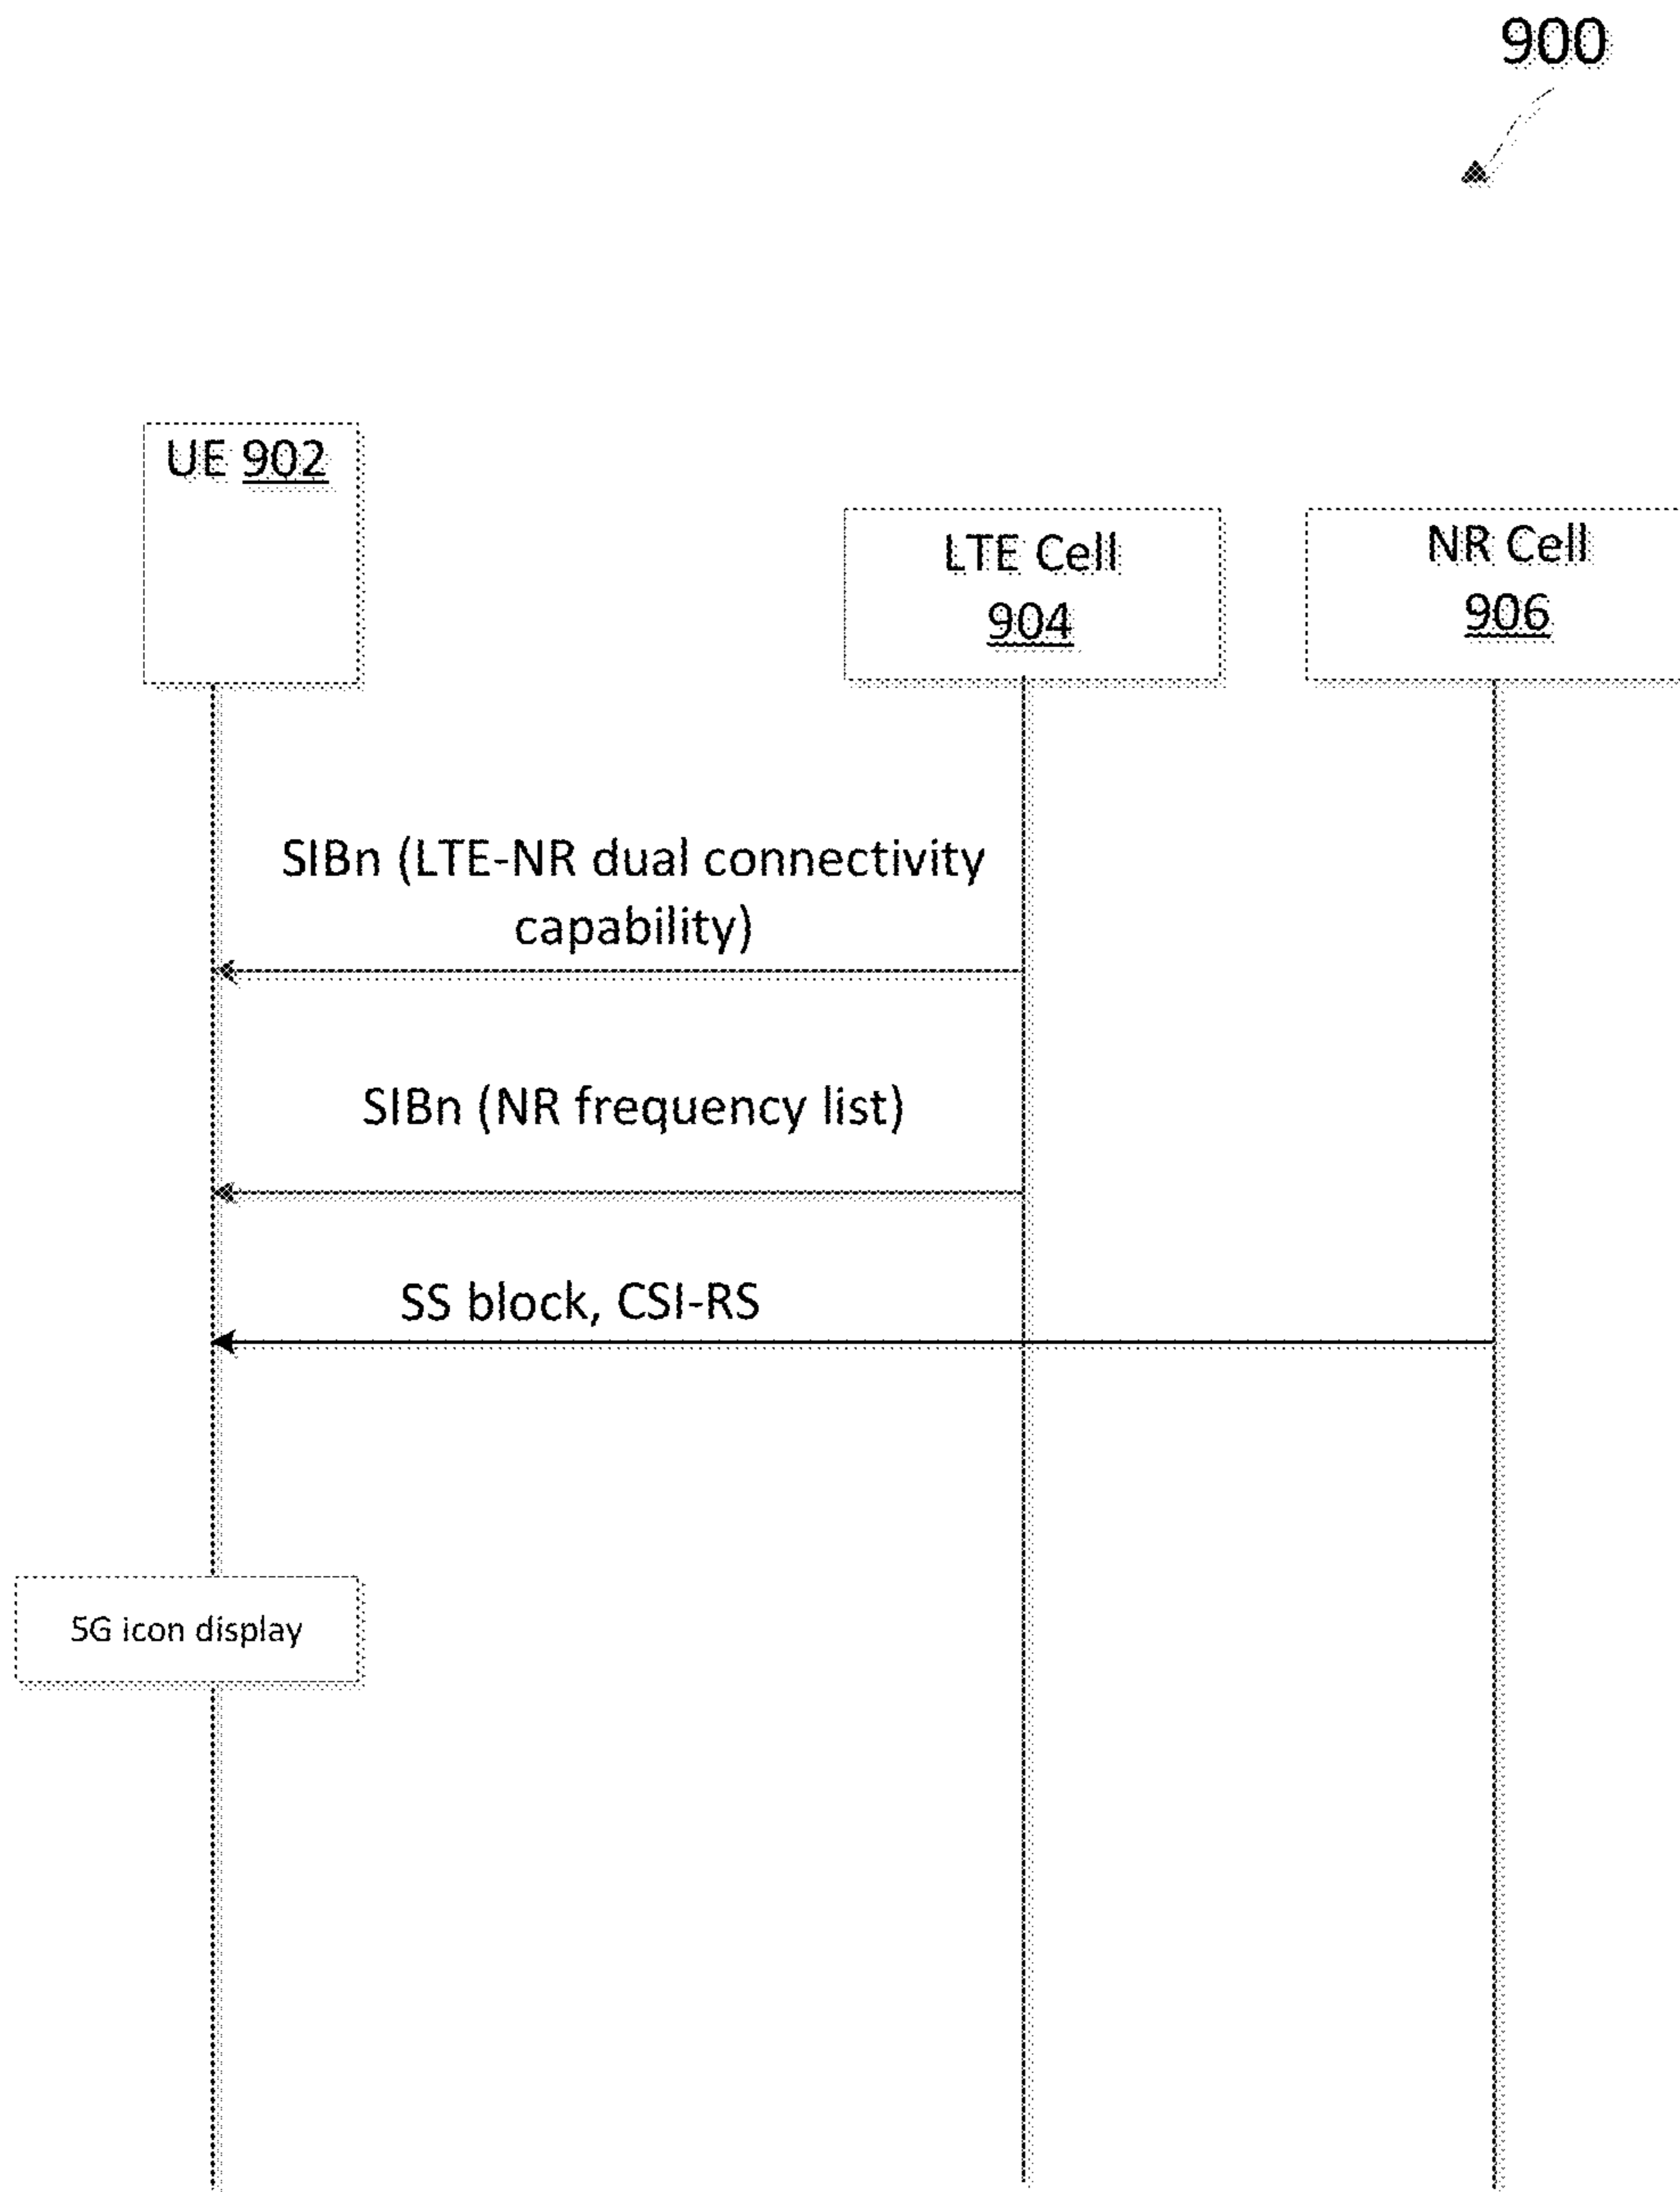 900
UE 902
LTE Cell
904
NR Cell
906
SIBn (LTE-NR dual connectivity
capability)
SIBn (NR frequency list)
SS block, CSI-RS
5G icon display